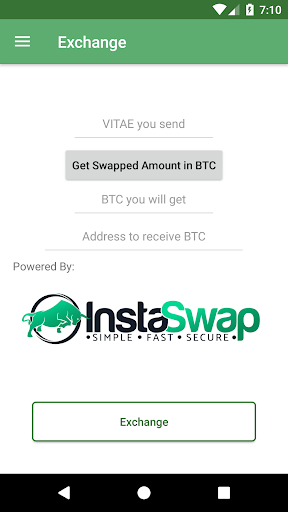 7:10
Exchange
VITAE you send
Get Swapped Amount in BTC
BTC you will get
Address to receive BTC
Powered By:
InstaSwap
•SIMPLE•FAST•SECURE•
Exchange